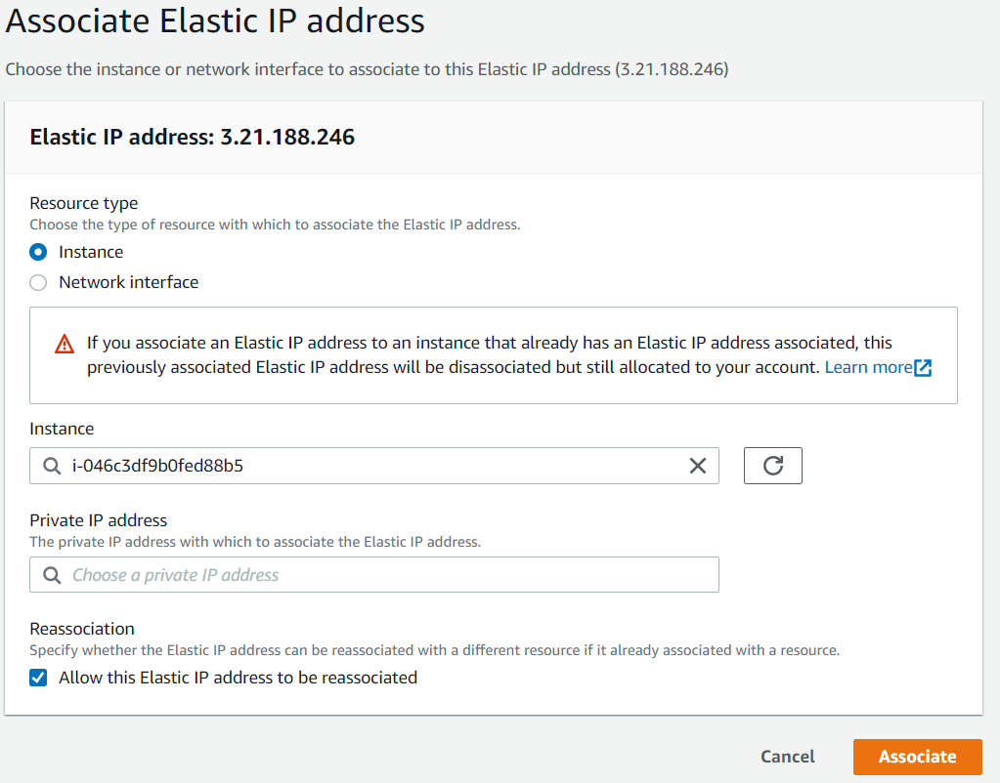 Associate Elastic IP address
Choose the instance or network interface to associate to this Elastic IP address (3.21.188.246)
Elastic IP address: 3.21.188.246
Resource type
Choose the type of resource with which to associate the Elastic IP address.
Instance
Network interface
If you associate an Elastic IP address to an instance that already has an Elastic IP address associated, this
previously associated Elastic IP address will be disassociated but still allocated to your account. Learn more
Instance
i-046c3df9b0fed88b5
Private IP address
The private IP address with which to associate the Elastic IP address.
Choose a private IP address
Reassociation
Specify whether the Elastic IP address can be reassociated with a different resource if it already associated with a resource.
Allow this Elastic IP address to be reassociated
Cancel
Associate